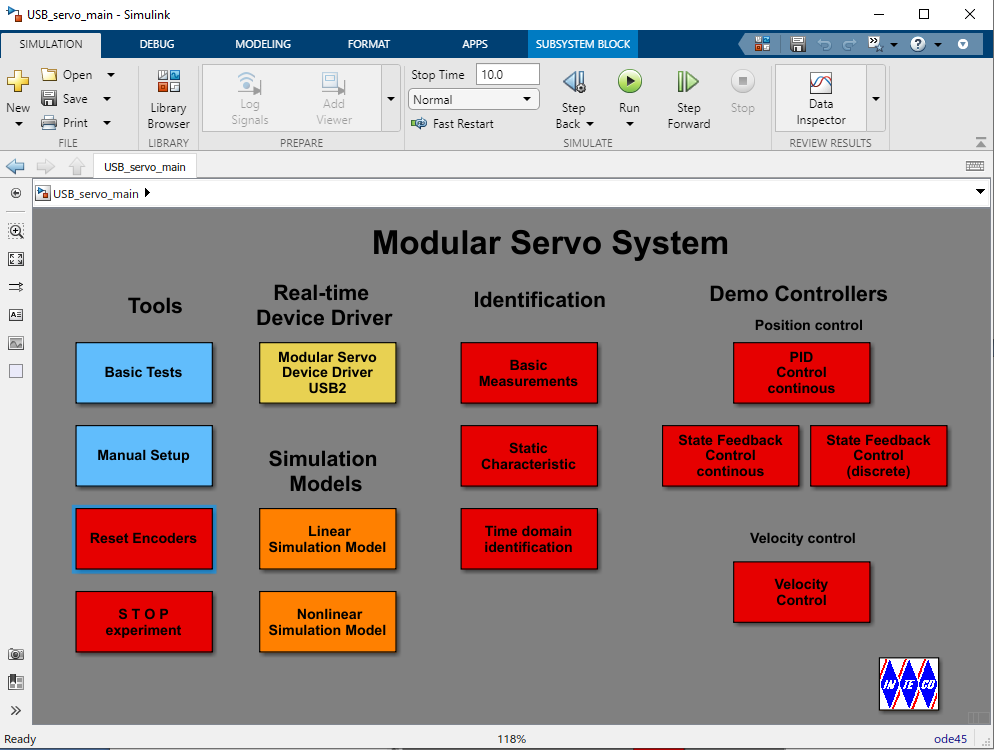 USB_servo_main - Simulink
SIMULATION DEBUG MODELING FORMAT APPS SUBSYSTEM BLOCK
New
Open
Save
Print
FILE
Library
Browser
LIBRARY
Log
Signals
Add
Viewer
PREPARE
Stop Time 10.0
Normal
Fast Restart
Step
Back
Run
Step
Forward
Stop
SIMULATE
Data
Inspector
REVIEW RESULTS
USB_servo_main
USB_servo_main
Modular Servo System
Tools
Basic Tests
Manual Setup
Reset Encoders
S T O P
experiment
Real-time
Device Driver
Modular Servo
Device Driver
USB2
Simulation
Models
Linear
Simulation Model
Nonlinear
Simulation Model
Identification
Basic
Measurements
Static
Characteristic
Time domain
identification
Demo Controllers
Position control
PID
Control
continous
State Feedback
Control
continous
State Feedback
Control
(discrete)
Velocity control
Velocity
Control
IN TE CO
Ready 118% ode45